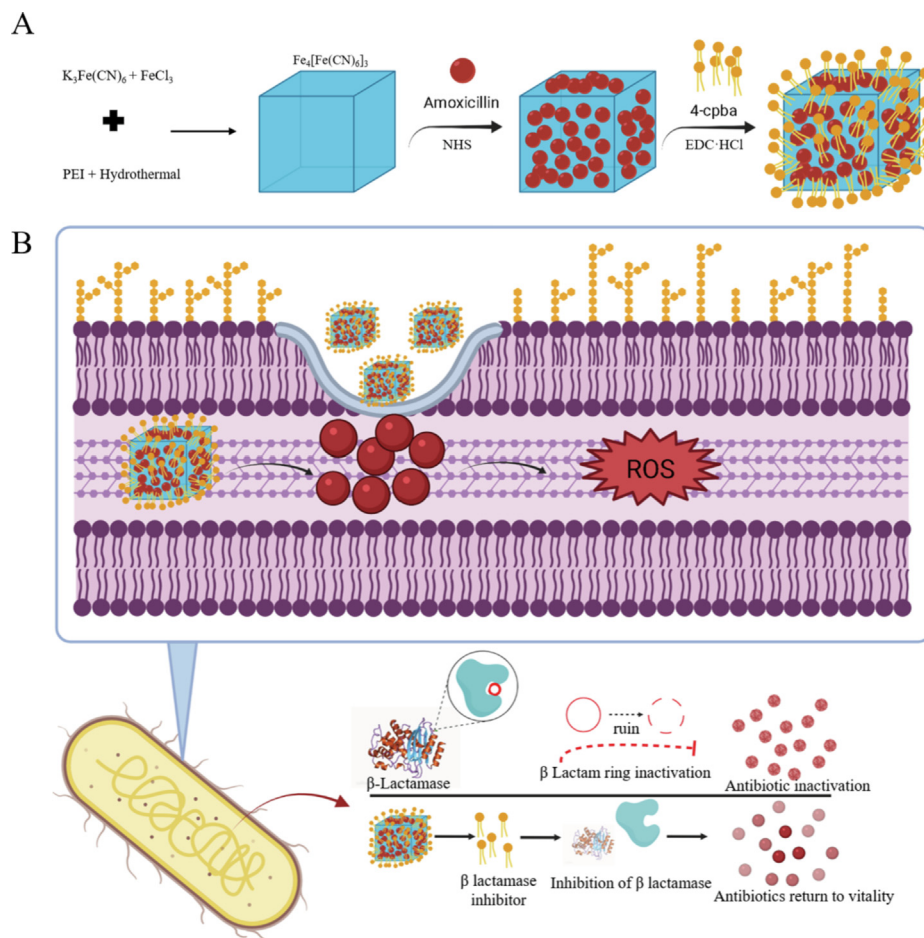 A
K₃Fe(CN)₆ + FeCl₃
PEI + Hydrothermal
Fe₄[Fe(CN)₆]₃
Amoxicillin
NHS
4-cpba
EDC·HCl
B
ROS
β-Lactamase
ruin
β Lactam ring inactivation
Antibiotic inactivation
β lactamase
inhibitor
Inhibition of β lactamase
Antibiotics return to vitality